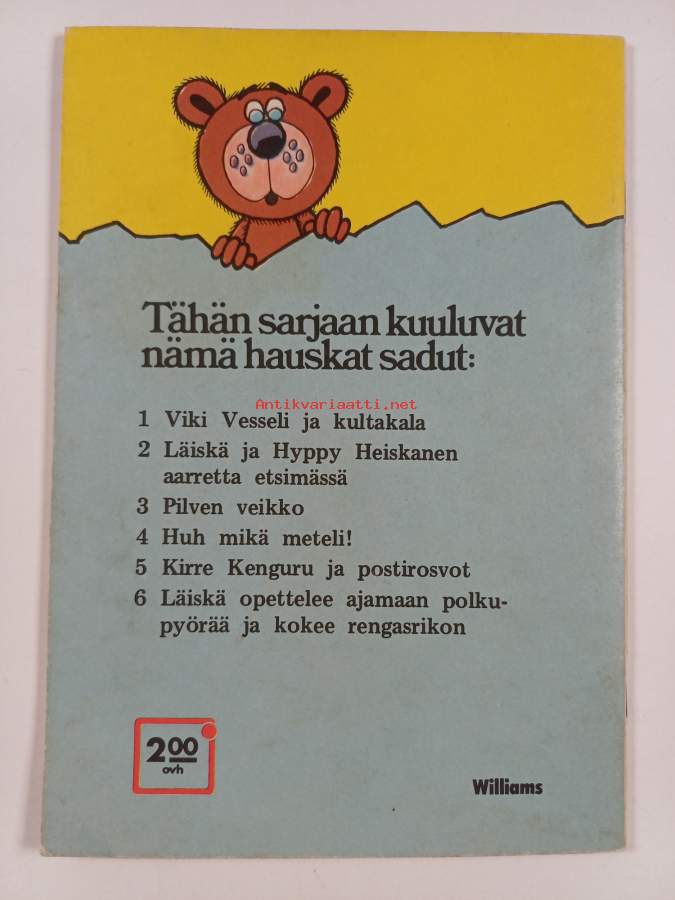 Tähän sarjaan kuuluvat
nämä hauskat sadut:
Antikvariaatti.net
1 Viki Vesseli ja kultakala
2 Läiskä ja Hyppy Heiskanen
aarretta etsimässä
3 Pilven veikko
4 Huh mikä meteli!
5 Kirre Kenguru ja postirosvot
6 Läiskä opettelee ajamaan polku-
pyörää ja kokee rengasrikon
200
ovh
Williams